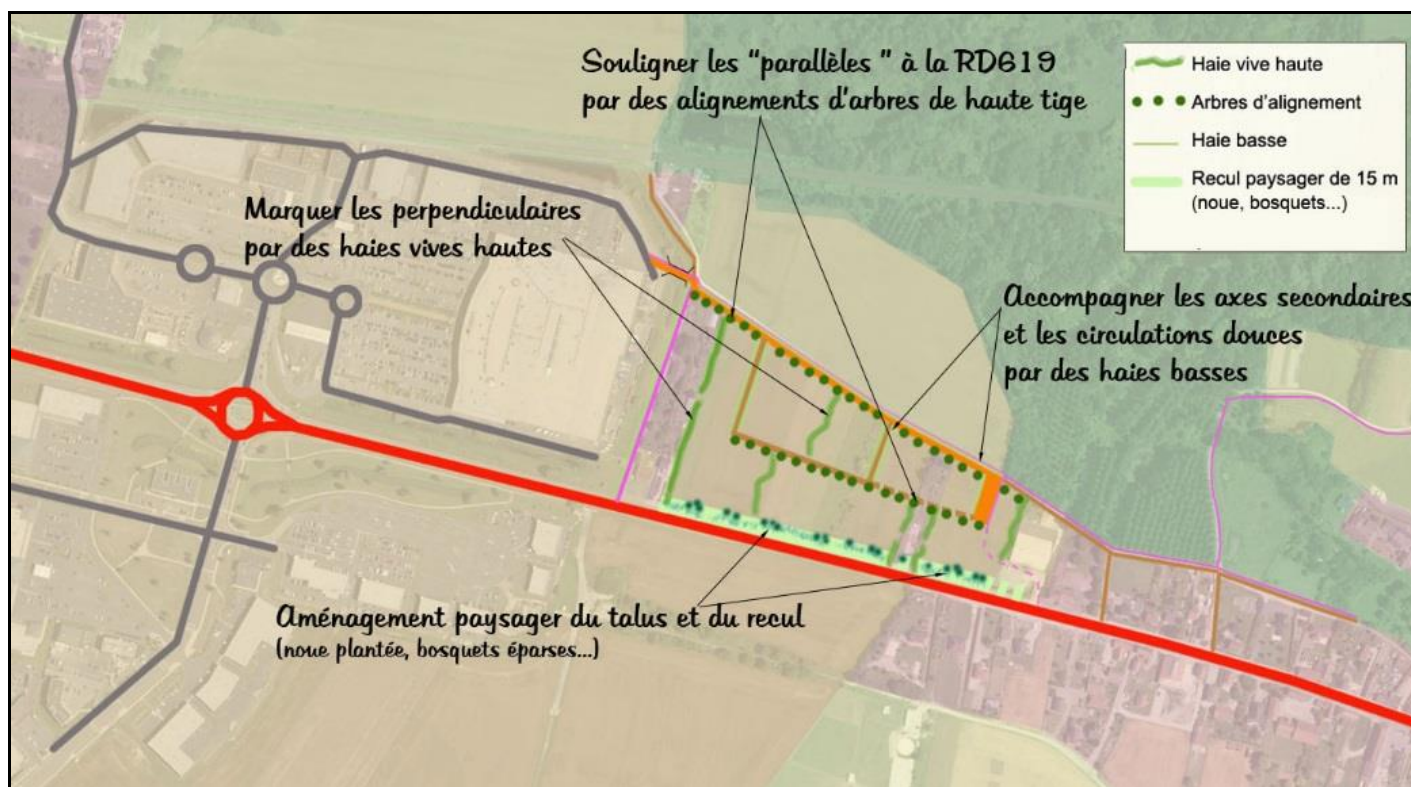 Souligner les "parallèles " à la RD619
par des alignements d'arbres de haute tige
Marquer les perpendiculaires
par des haies vives hautes
Accompagner les axes secondaires
et les circulations douces
par des haies basses
Aménagement paysager du talus et du recul
(noue plantée, bosquets éparses...)
Haie vive haute
Arbres d'alignement
Haie basse
Recul paysager de 15 m
(noue, bosquets...)